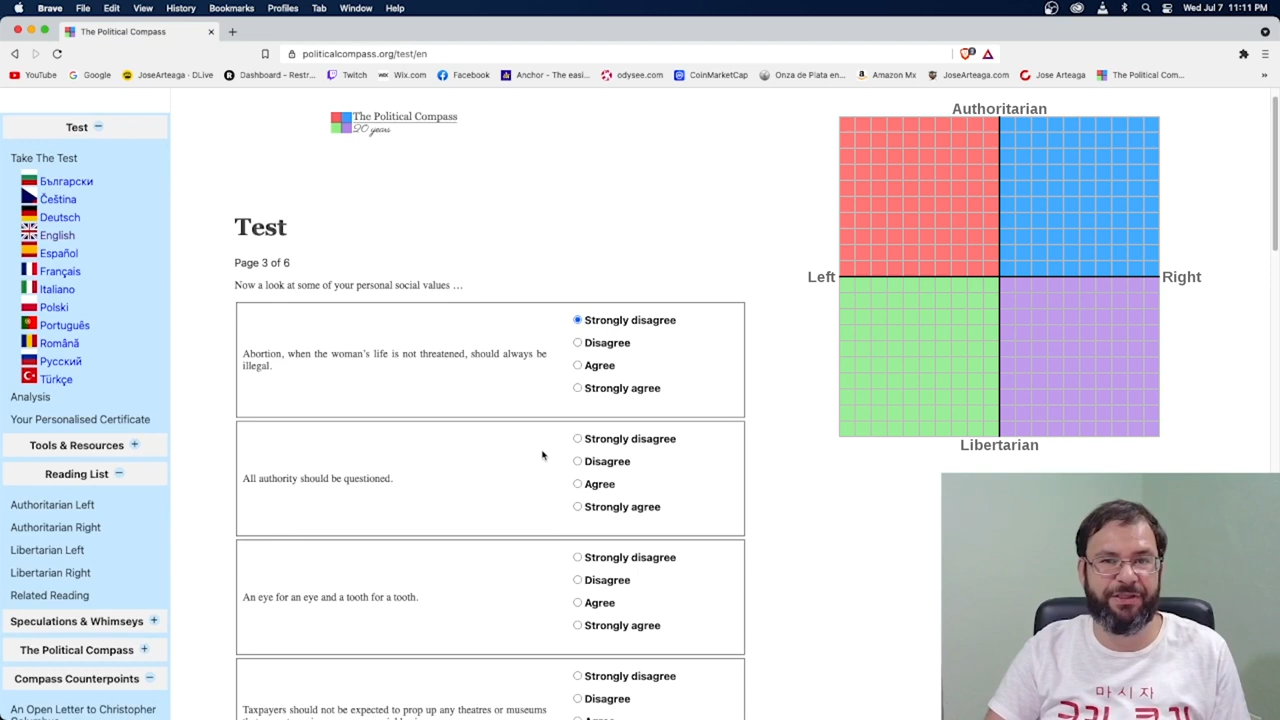 Brave File Edit View History Bookmarks Profiles Tab Window Help Wed Jul 7 11:11 PM
The Political Compass
politicalcompass.org/test/en
YouTube Google JoseArteaga - DLive Dashboard - Restr... Twitch Wix.com Facebook Anchor - The easi... odysee.com CoinMarketCap Onza de Plata en... Amazon Mx JoseArteaga.com Jose Arteaga The Political Com...
Test
Take The Test
Български
Čeština
Deutsch
English
Español
Français
Italiano
Polski
Português
Română
Русский
Türkçe
Analysis
Your Personalised Certificate
Tools & Resources +
Reading List
Authoritarian Left
Authoritarian Right
Libertarian Left
Libertarian Right
Related Reading
Speculations & Whimseys +
The Political Compass +
Compass Counterpoints
An Open Letter to Christopher
The Political Compass
20 years
Test
Page 3 of 6
Now a look at some of your personal social values …
Abortion, when the woman's life is not threatened, should always be
illegal.
Strongly disagree
Disagree
Agree
Strongly agree
All authority should be questioned.
Strongly disagree
Disagree
Agree
Strongly agree
An eye for an eye and a tooth for a tooth.
Strongly disagree
Disagree
Agree
Strongly agree
Taxpayers should not be expected to prop up any theatres or museums
Strongly disagree
Disagree
Authoritarian
Left
Right
Libertarian
마시자